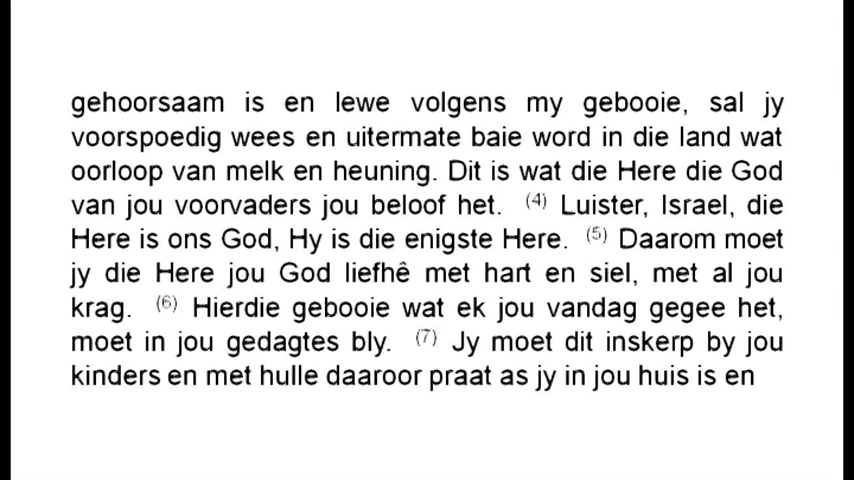 gehoorsaam is en lewe volgens my gebooie, sal jy
voorspoedig wees en uitermate baie word in die land wat
oorloop van melk en heuning. Dit is wat die Here die God
van jou voorvaders jou beloof het. (4) Luister, Israel, die
Here is ons God, Hy is die enigste Here. (5) Daarom moet
jy die Here jou God liefhê met hart en siel, met al jou
krag. (6) Hierdie gebooie wat ek jou vandag gegee het,
moet in jou gedagtes bly. (7) Jy moet dit inskerp by jou
kinders en met hulle daaroor praat as jy in jou huis is en